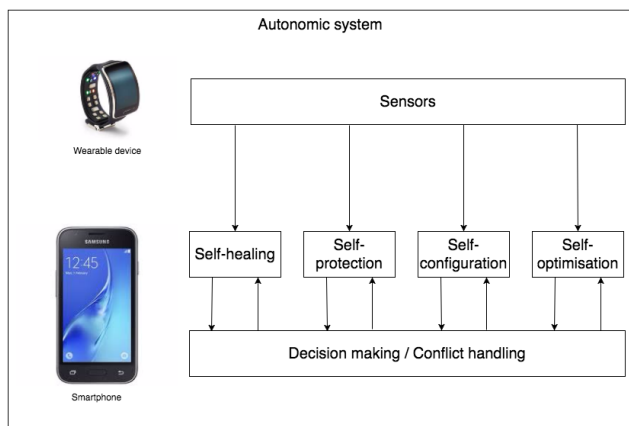 Autonomic system
Sensors
Wearable device
Self-healing
Self-
protection
Self-
configuration
Self-
optimisation
SAMSUNG
12:45
Decision making / Conflict handling
Smartphone